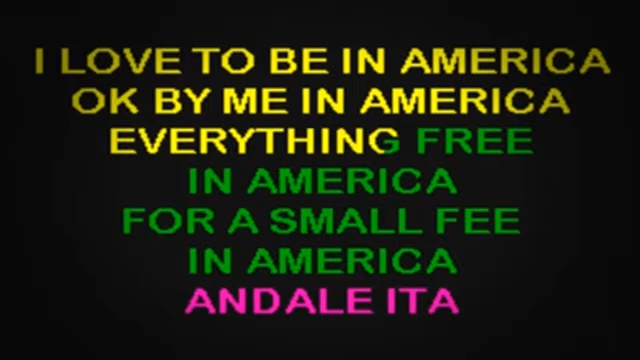 I LOVE TO BE IN AMERICA
OK BY ME IN AMERICA
EVERYTHING FREE
IN AMERICA
FOR A SMALL FEE
IN AMERICA
ANDALE ITA